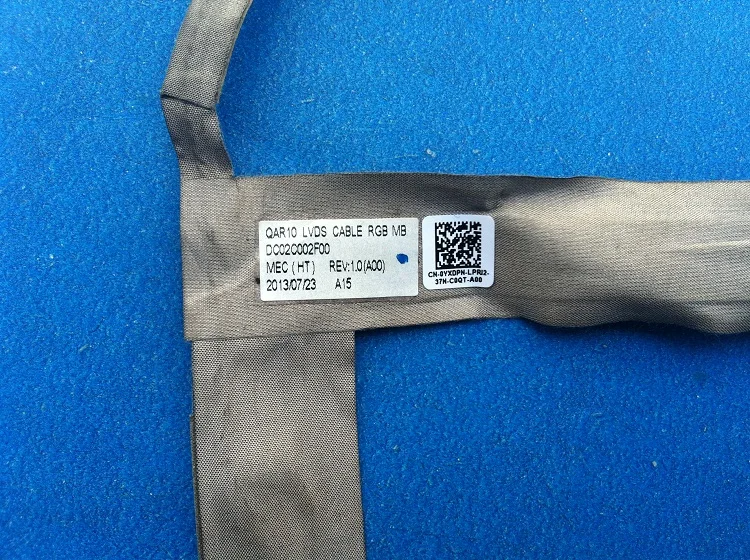 QAR10 LVDS CABLE RGB MB
DC02C002F00
MEC (HT) REV:1.0(A00)
2013/07/23 A15
CN-0YXDPN-LPR02-
37H-C0QT-A00